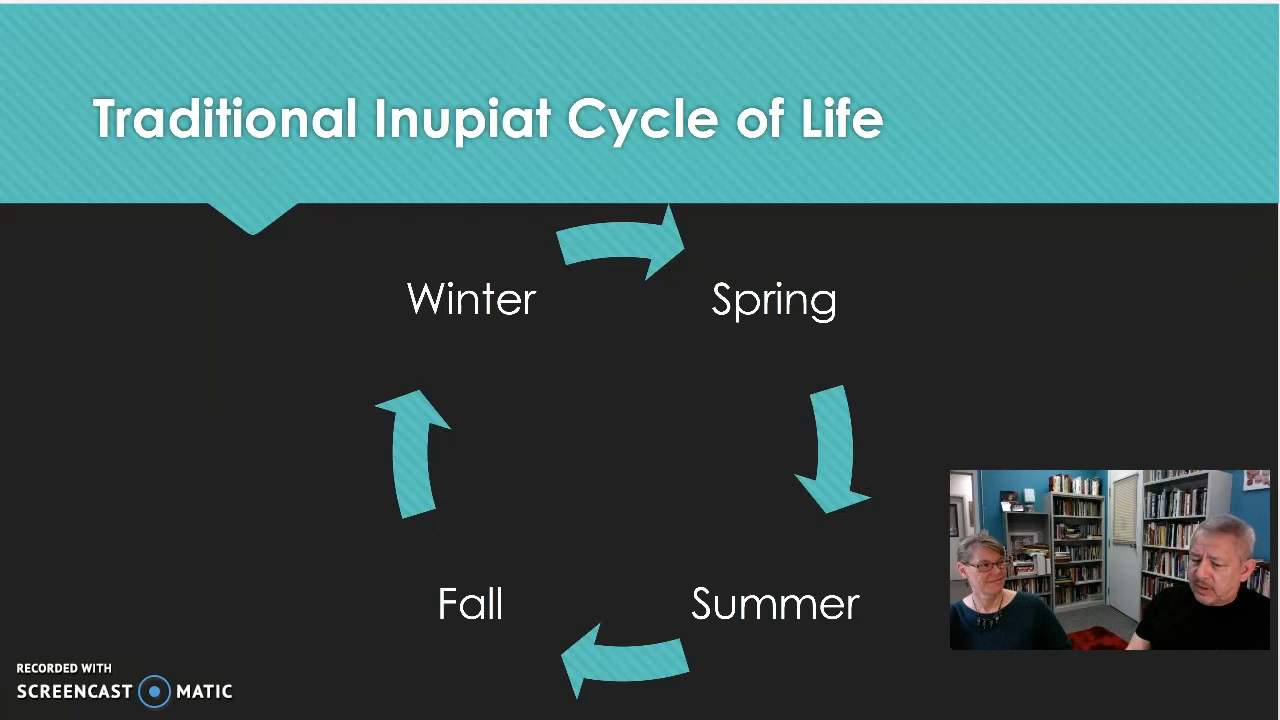 Traditional Inupiat Cycle of Life
Winter
Spring
Fall
Summer
RECORDED WITH
SCREENCAST MATIC